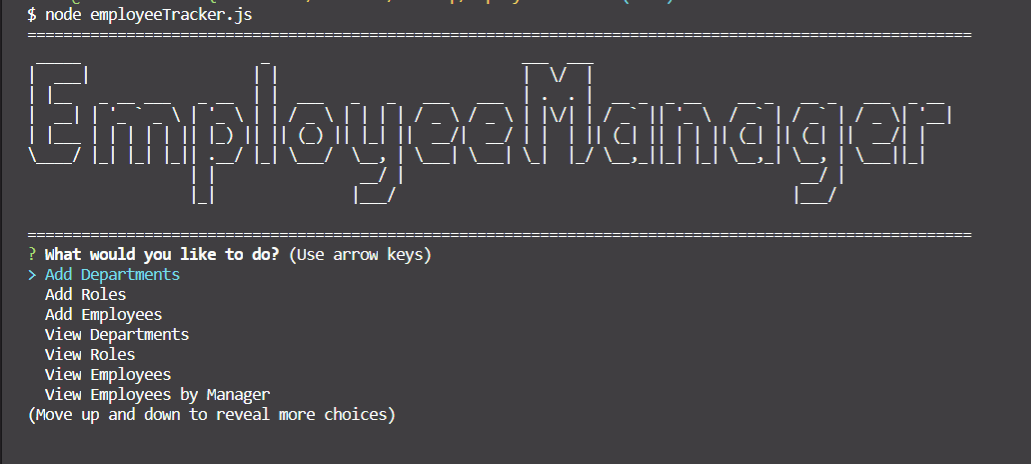 $ node employeeTracker.js
=========================================================================================================
EmployeeManager
=========================================================================================================
? What would you like to do? (Use arrow keys)
> Add Departments
Add Roles
Add Employees
View Departments
View Roles
View Employees
View Employees by Manager
(Move up and down to reveal more choices)